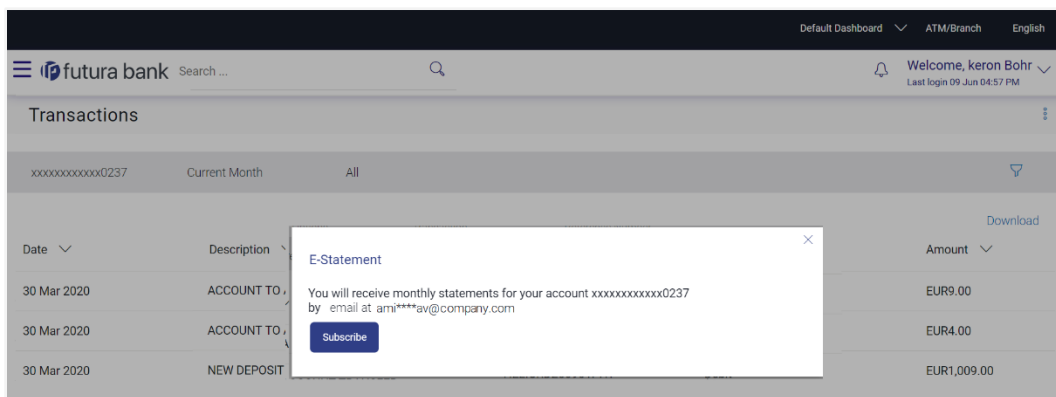 Default Dashboard ATM/Branch English
futura bank Search ... Welcome, keron Bohr
Last login 09 Jun 04:57 PM
Transactions
xxxxxxxxxxxx0237 Current Month All
Download
Date Description Amount
E-Statement
You will receive monthly statements for your account xxxxxxxxxxxx0237
by email at ami****av@company.com
Subscribe
30 Mar 2020 ACCOUNT TO EUR9.00
30 Mar 2020 ACCOUNT TO EUR4.00
30 Mar 2020 NEW DEPOSIT EUR1,009.00